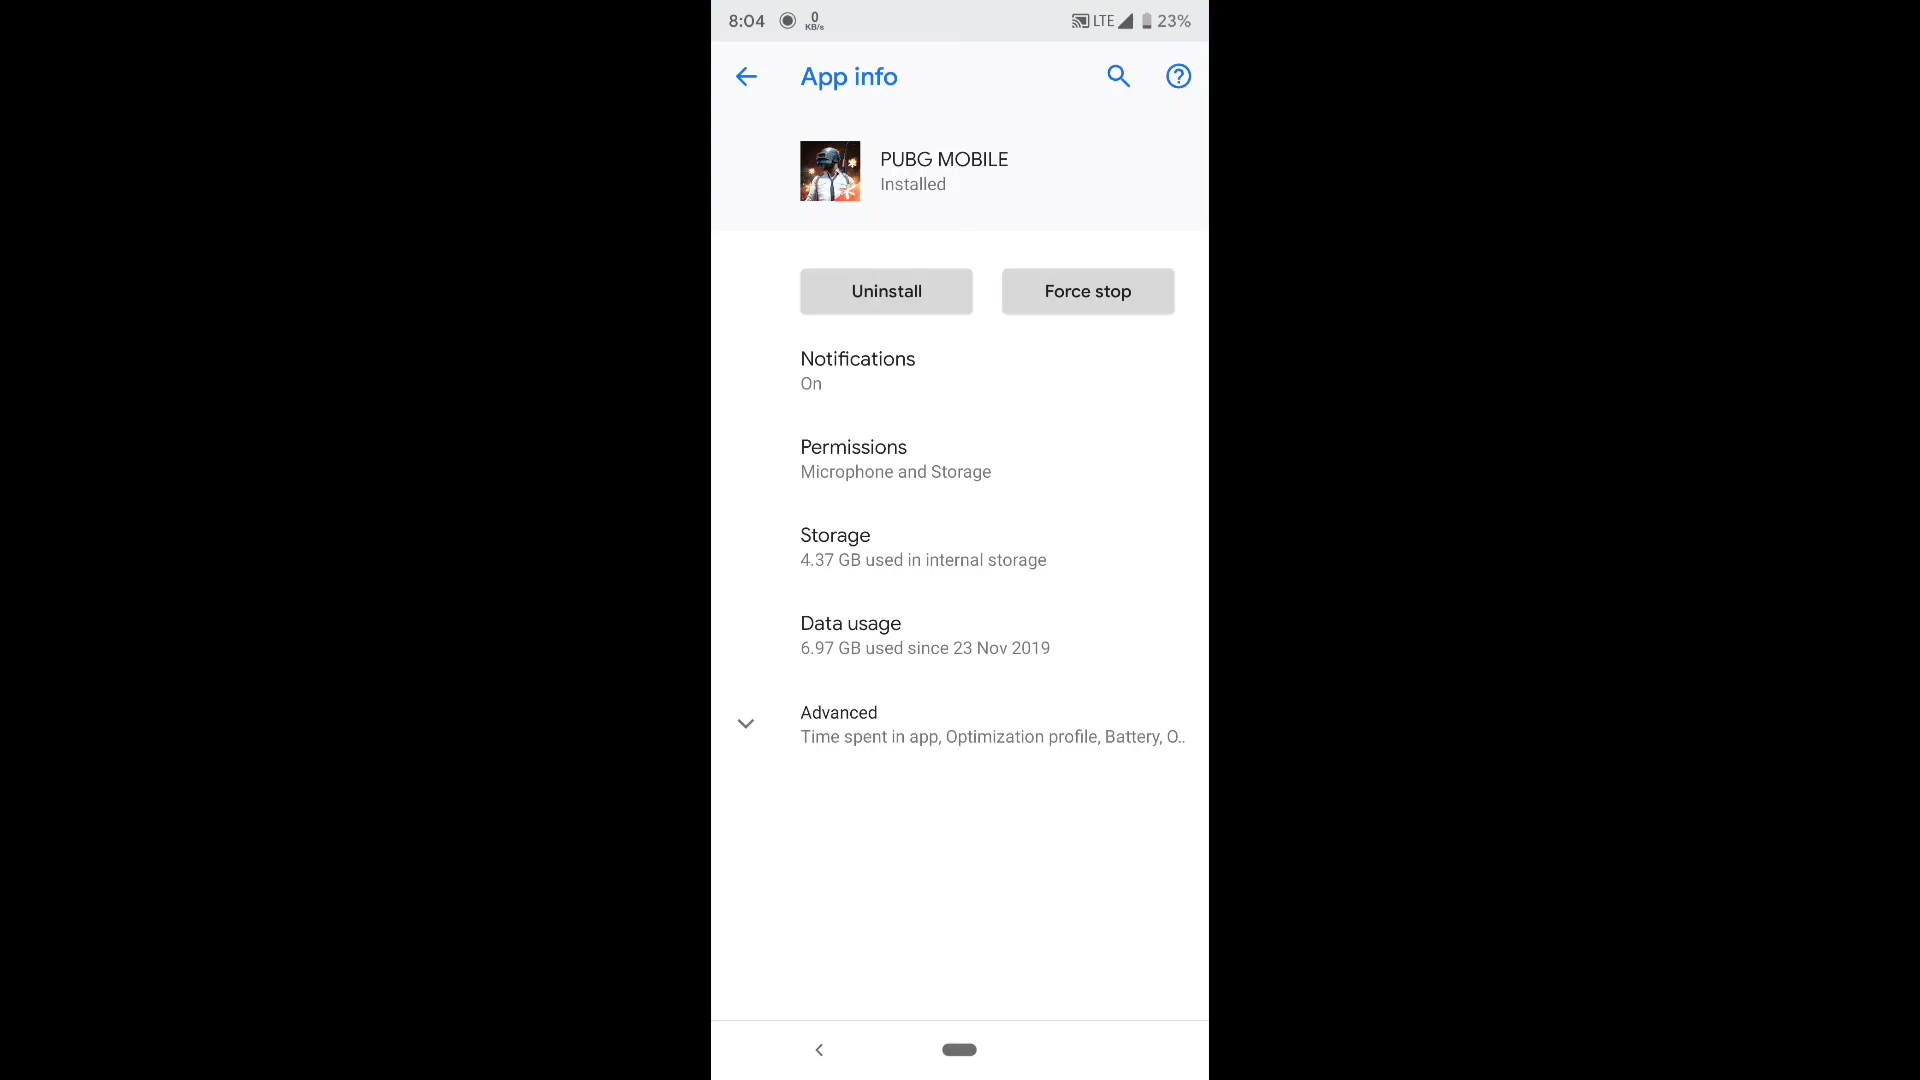 8:04 0 KB/s LTE 23%
App info
PUBG MOBILE
Installed
Uninstall Force stop
Notifications
On
Permissions
Microphone and Storage
Storage
4.37 GB used in internal storage
Data usage
6.97 GB used since 23 Nov 2019
Advanced
Time spent in app, Optimization profile, Battery, O..